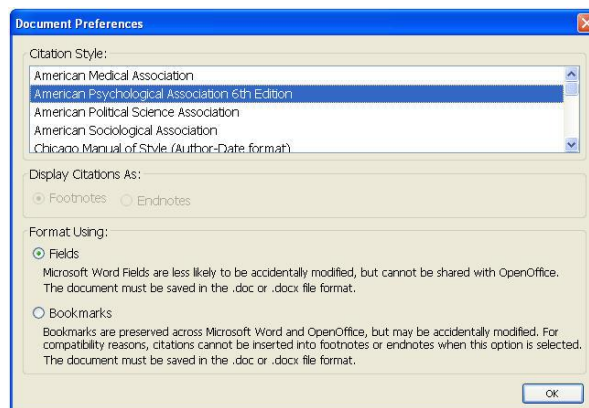 Document Preferences
Citation Style:
American Medical Association
American Psychological Association 6th Edition
American Political Science Association
American Sociological Association
Chicago Manual of Style (Author-Date format)
Display Citations As:
Footnotes Endnotes
Format Using:
Fields
Microsoft Word Fields are less likely to be accidentally modified, but cannot be shared with OpenOffice.
The document must be saved in the .doc or .docx file format.
Bookmarks
Bookmarks are preserved across Microsoft Word and OpenOffice, but may be accidentally modified. For
compatibility reasons, citations cannot be inserted into footnotes or endnotes when this option is selected.
The document must be saved in the .doc or .docx file format.
OK